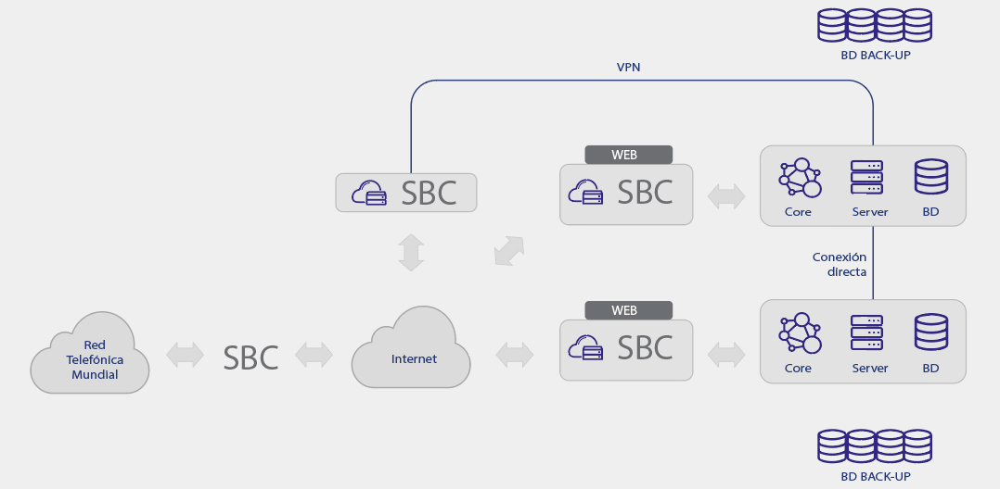 BD BACK-UP
VPN
WEB
SBC
SBC
Core
Server
BD
Conexión
directa
WEB
SBC
Core
Server
BD
Red
Telefónica
Mundial
SBC
Internet
BD BACK-UP